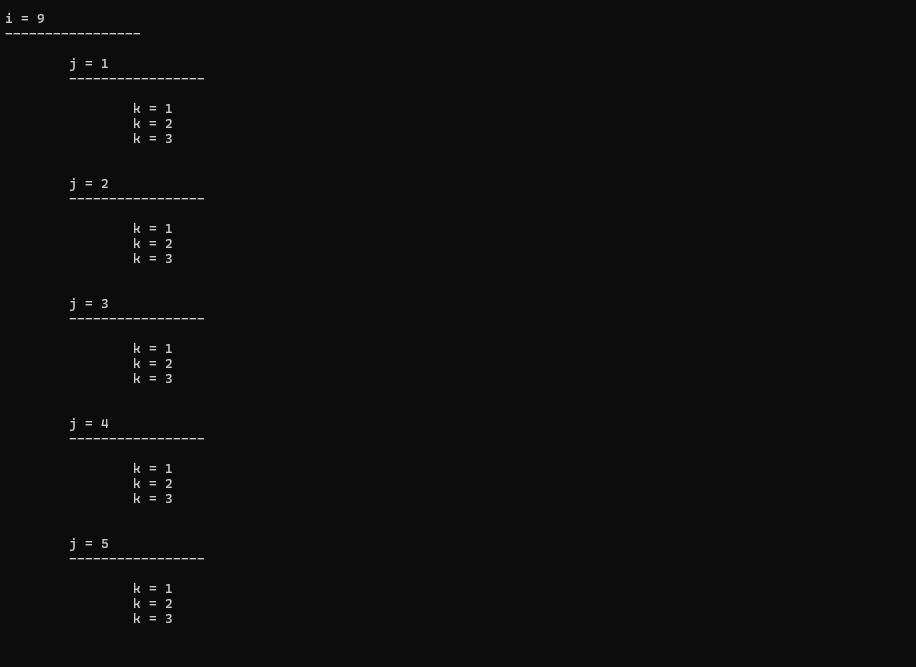 i = 9
-----------------
j = 1
-----------------
k = 1
k = 2
k = 3
j = 2
-----------------
k = 1
k = 2
k = 3
j = 3
-----------------
k = 1
k = 2
k = 3
j = 4
-----------------
k = 1
k = 2
k = 3
j = 5
-----------------
k = 1
k = 2
k = 3